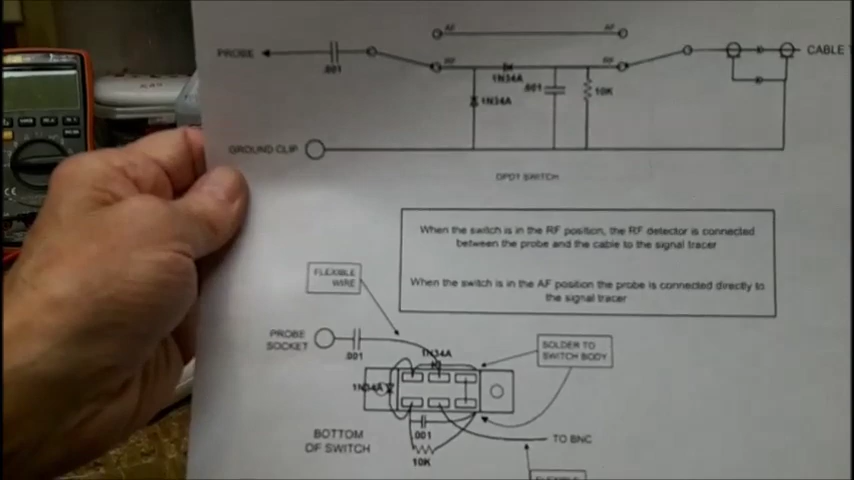 AF AF
PROBE
.001
RF RF
CABLE
1N34A
.001
10K
1N34A
GROUND CLIP
DPDT SWITCH
When the switch is in the RF position, the RF detector is connected
between the probe and the cable to the signal tracer
When the switch is in the AF position the probe is connected directly to
the signal tracer
FLEXIBLE
WIRE
PROBE
SOCKET
.001
1N34A
SOLDER TO
SWITCH BODY
1N34A
.001
BOTTOM
OF SWITCH
TO BNC
10K
FLEXIBLE